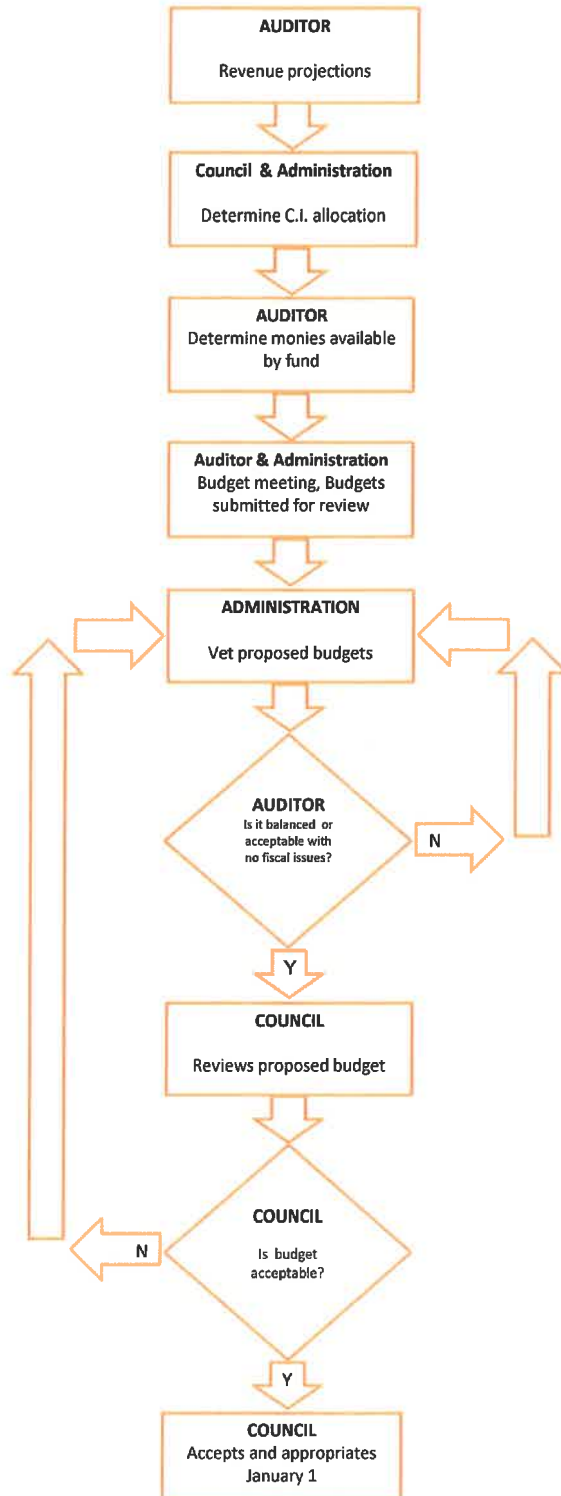 AUDITOR
Revenue projections
Council & Administration
Determine C.I. allocation
AUDITOR
Determine monies available
by fund
Auditor & Administration
Budget meeting, Budgets
submitted for review
ADMINISTRATION
Vet proposed budgets
AUDITOR
Is it balanced or
acceptable with
no fiscal issues?
N
Y
COUNCIL
Reviews proposed budget
COUNCIL
Is budget
acceptable?
N
Y
COUNCIL
Accepts and appropriates
January 1